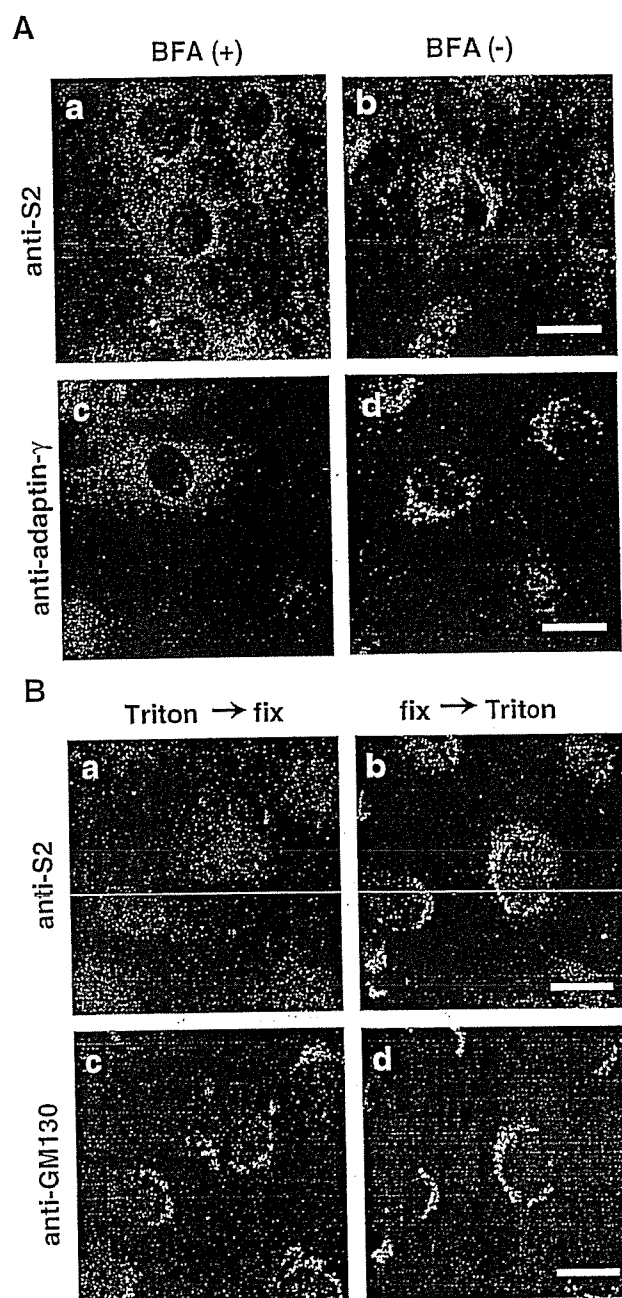 A
BFA (+)
BFA (-)
anti-S2
a
b
anti-adaptin-γ
c
d
B
Triton → fix
fix → Triton
anti-S2
a
b
anti-GM130
c
d